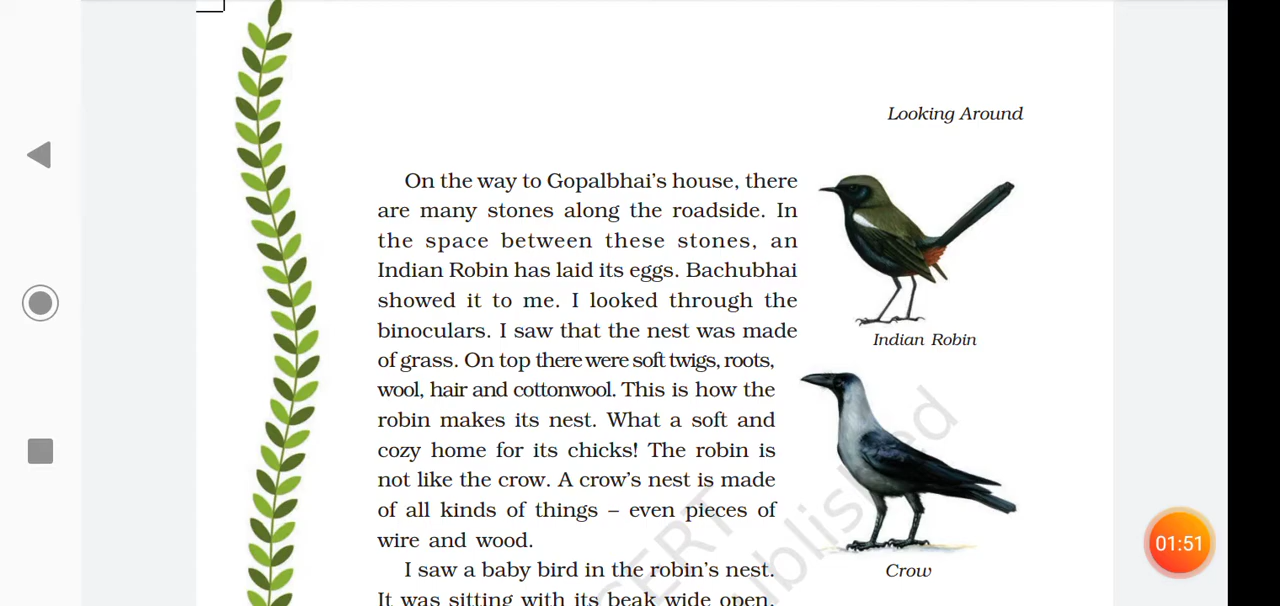 Looking Around
On the way to Gopalbhai's house, there
are many stones along the roadside. In
the space between these stones, an
Indian Robin has laid its eggs. Bachubhai
showed it to me. I looked through the
binoculars. I saw that the nest was made
of grass. On top there were soft twigs, roots,
wool, hair and cottonwool. This is how the
robin makes its nest. What a soft and
cozy home for its chicks! The robin is
not like the crow. A crow's nest is made
of all kinds of things – even pieces of
wire and wood.
I saw a baby bird in the robin's nest.
It was sitting with its beak wide open.
Indian Robin
Crow
01:51